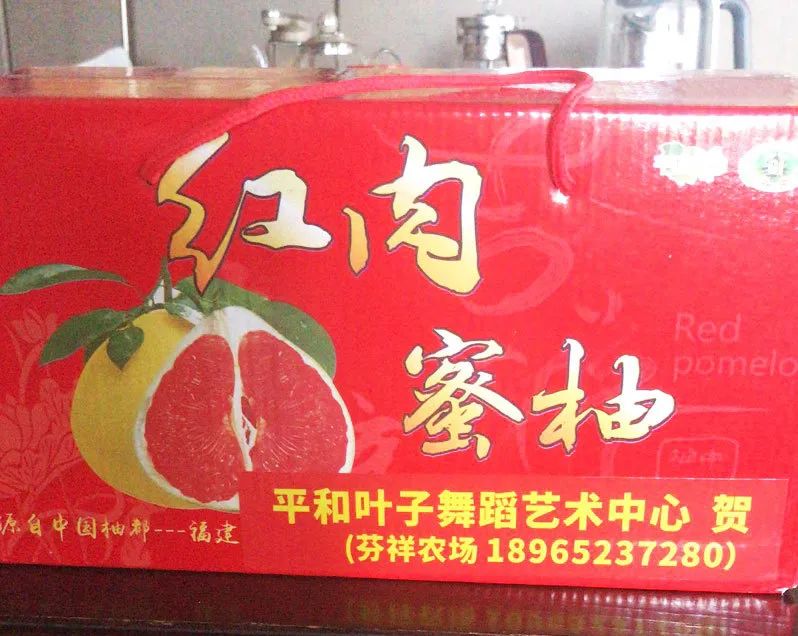 红肉
蜜柚
Red
pomelo
源自中国柚都---福建
平和叶子舞蹈艺术中心 贺
(芬祥农场 18965237280)